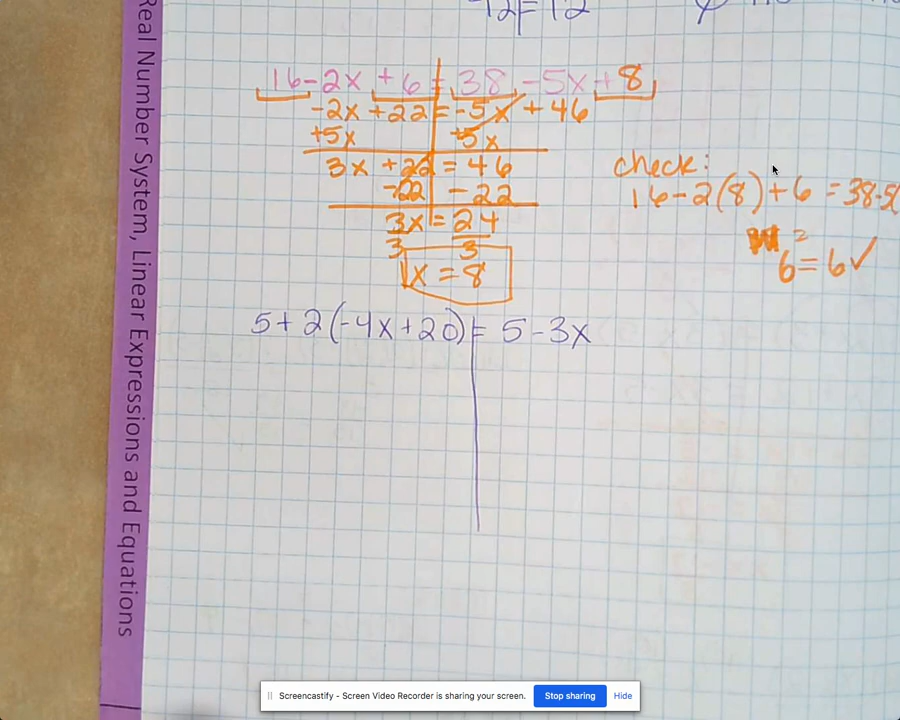 -12 = 12
Real Number System, Linear Expressions and Equations
16-2x +6 = 38 -5x +8
-2x +22 = -5x + 46
+5x +5x
3x +22 = 46
-22 -22
3x = 24
3 3
x = 8
check:
16-2(8)+6 = 38-5(
6 = 6 ✓
5+2(-4x+20) = 5-3x
Screencastify - Screen Video Recorder is sharing your screen. Stop sharing Hide